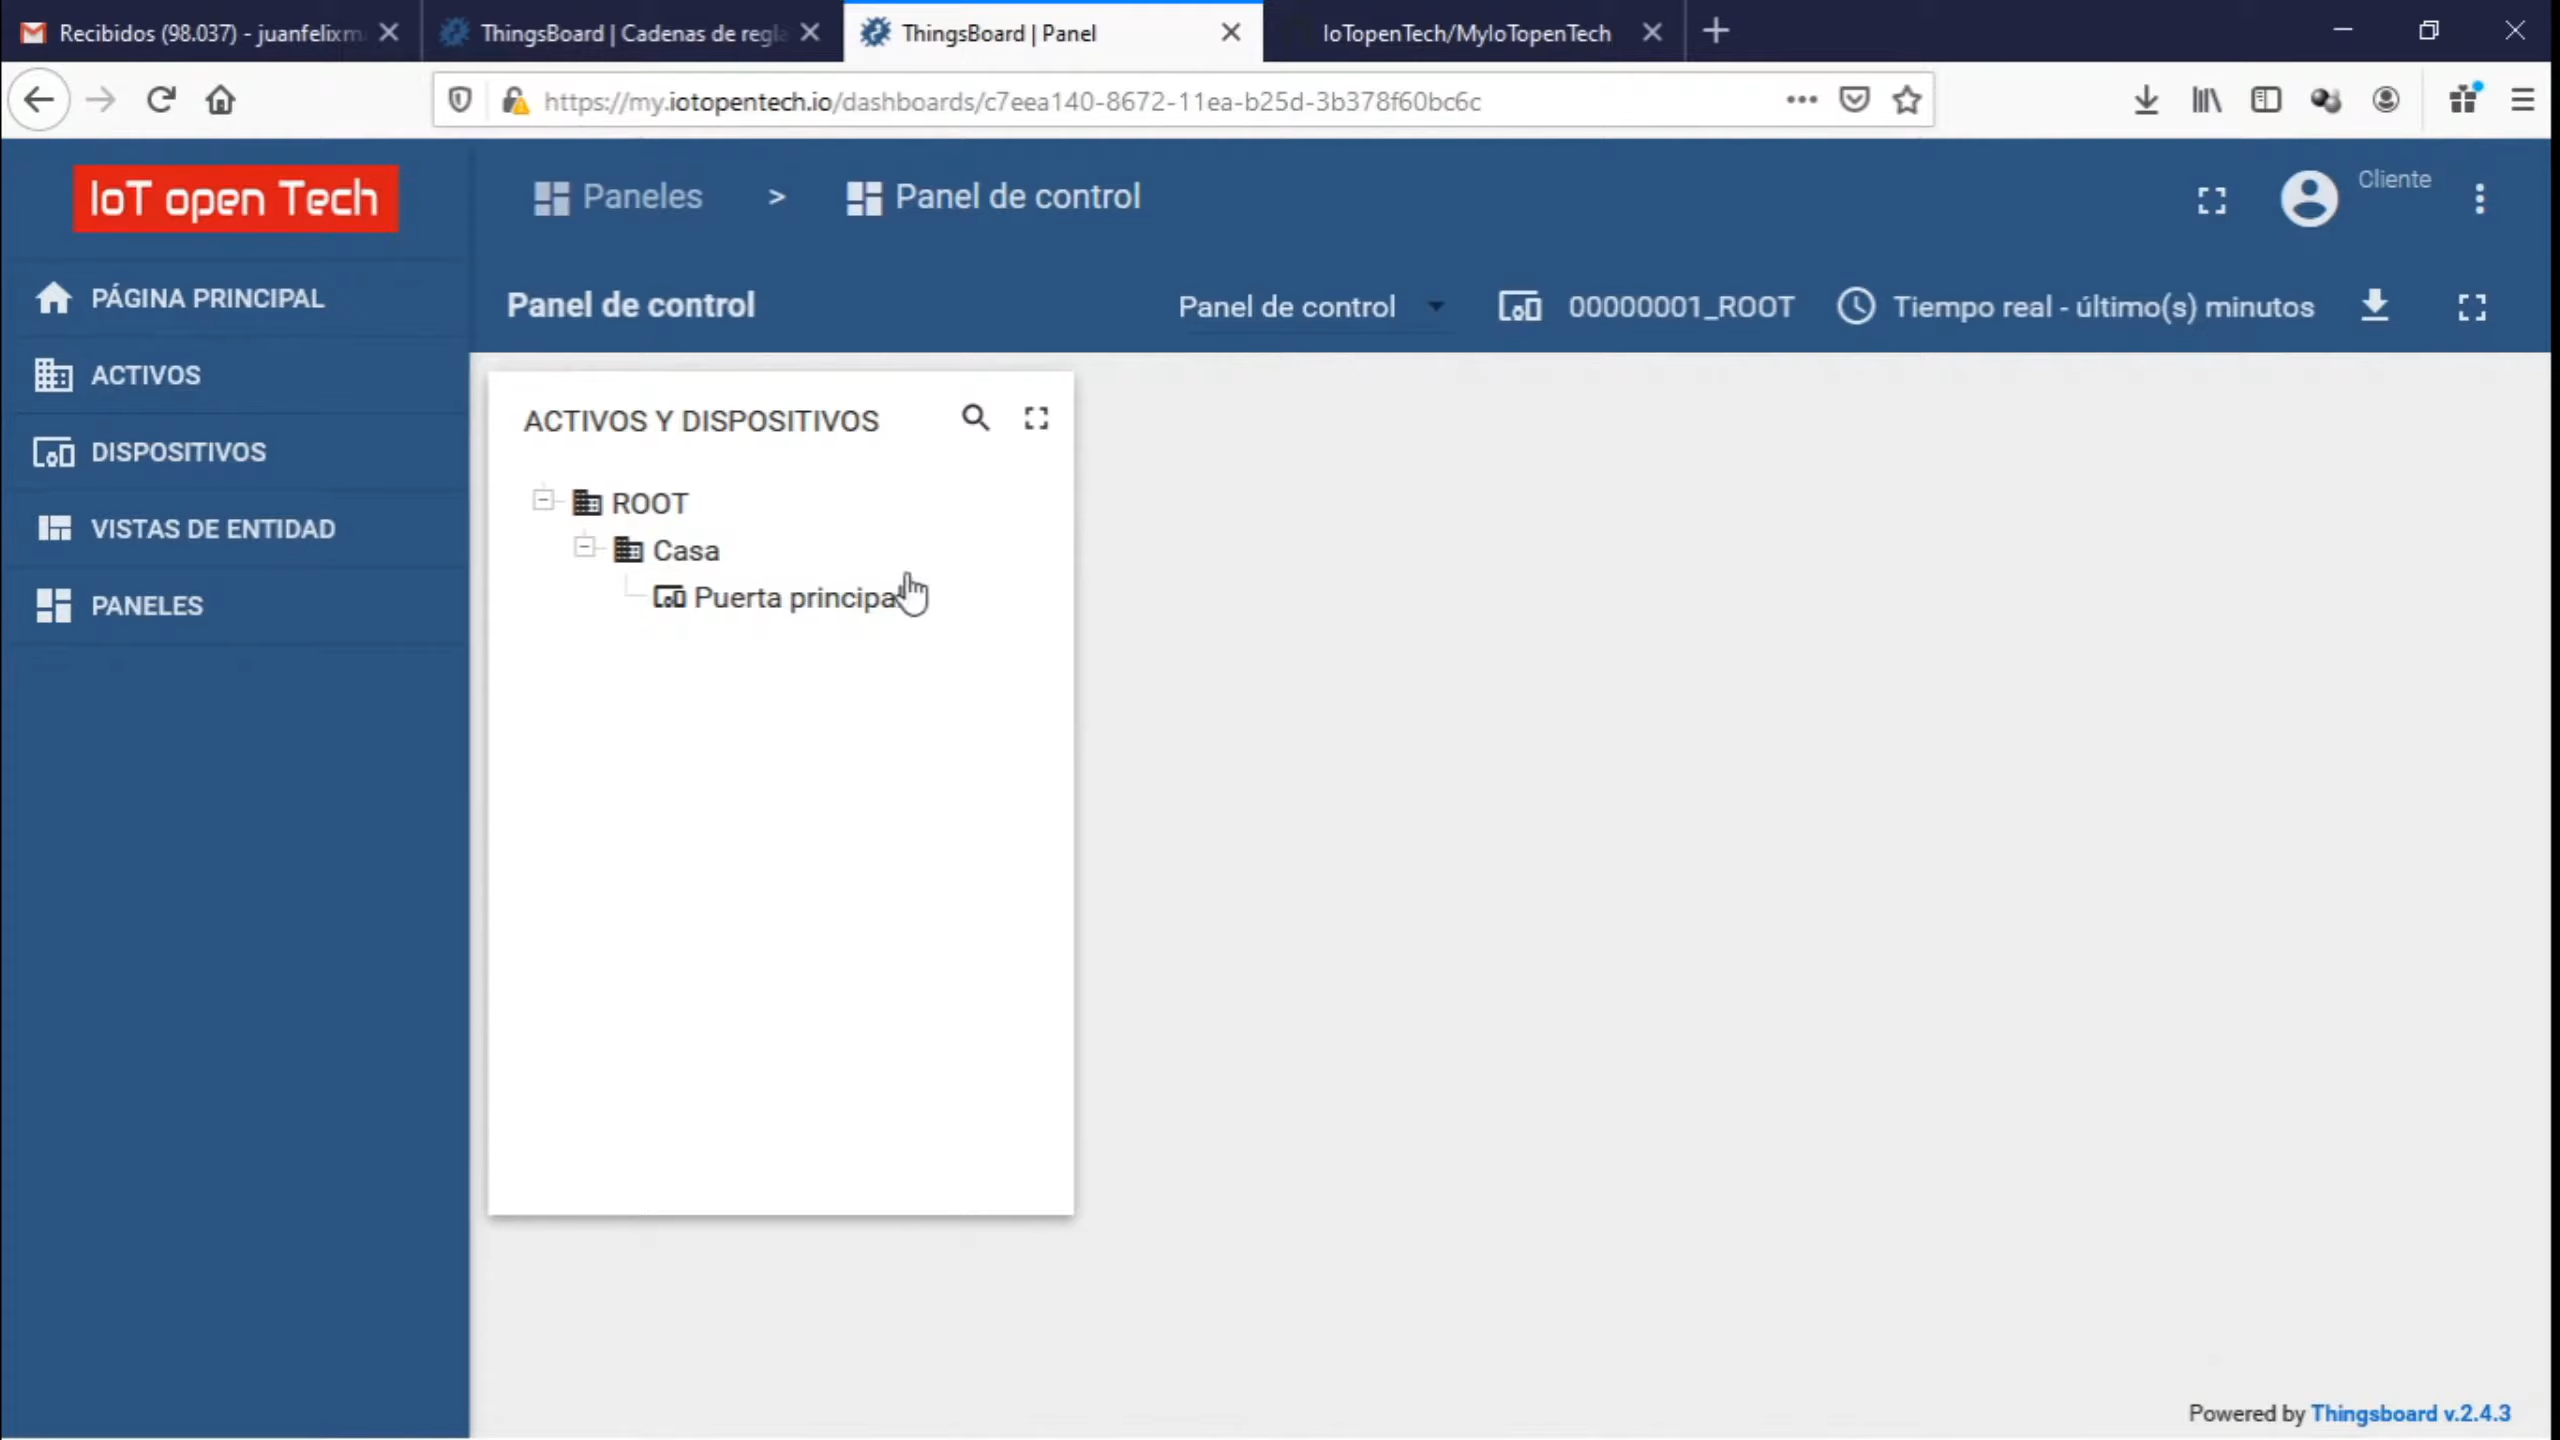 Recibidos (98.037) - juanfelixm
ThingsBoard | Cadenas de regla
ThingsBoard | Panel
IoTopenTech/MyIoTopenTech
https://my.iotopentech.io/dashboards/c7eea140-8672-11ea-b25d-3b378f60bc6c
IoT open Tech
Paneles > Panel de control
Cliente
Panel de control
Panel de control
00000001_ROOT
Tiempo real - último(s) minutos
PÁGINA PRINCIPAL
ACTIVOS
DISPOSITIVOS
VISTAS DE ENTIDAD
PANELES
ACTIVOS Y DISPOSITIVOS
ROOT
Casa
Puerta principa
Powered by Thingsboard v.2.4.3